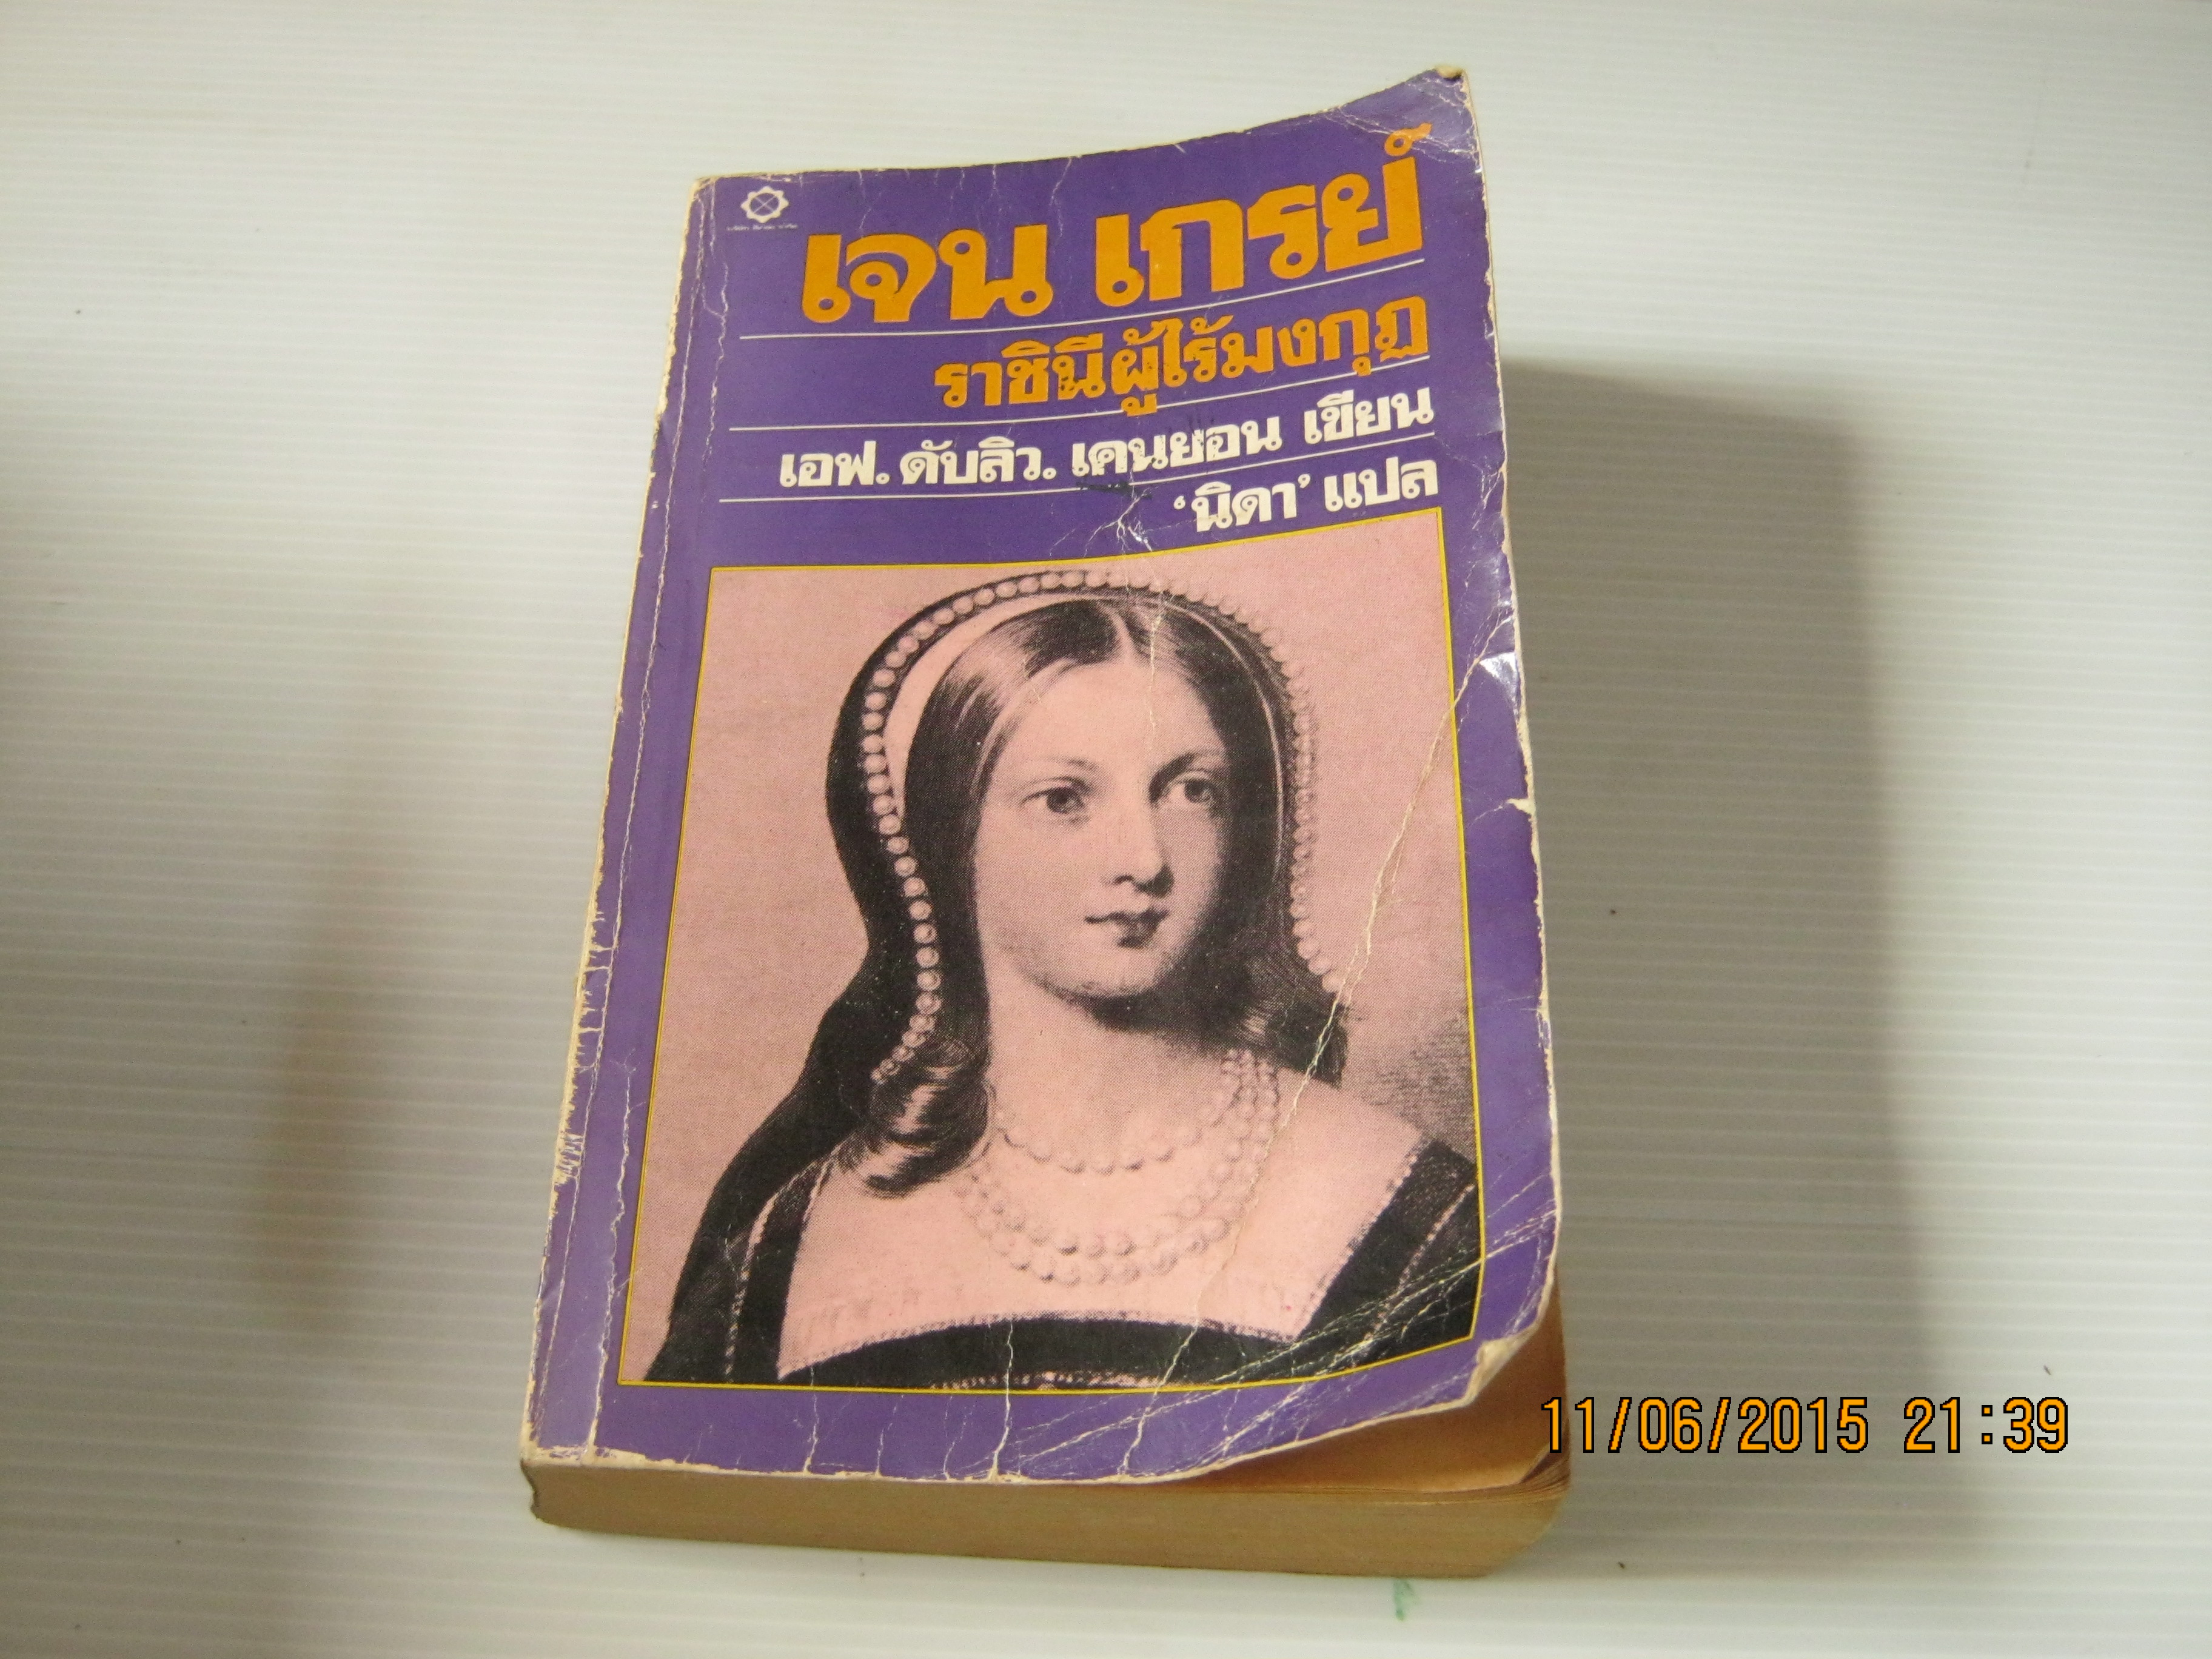 เจน เกรย์
ราชินีผู้ไร้มงกุฎ
เอฟ. ดับลิว. เคนยอน เขียน
‘นิดา’ แปล
11/06/2015 21:39